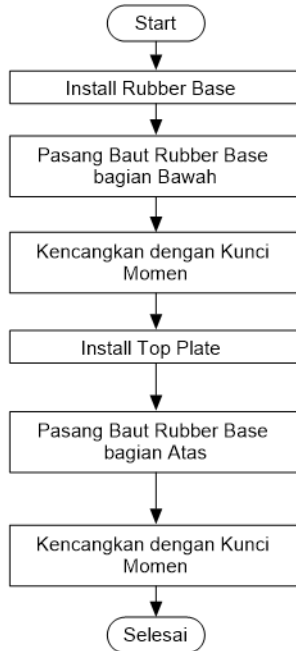 Start
Install Rubber Base
Pasang Baut Rubber Base
bagian Bawah
Kencangkan dengan Kunci
Momen
Install Top Plate
Pasang Baut Rubber Base
bagian Atas
Kencangkan dengan Kunci
Momen
Selesai